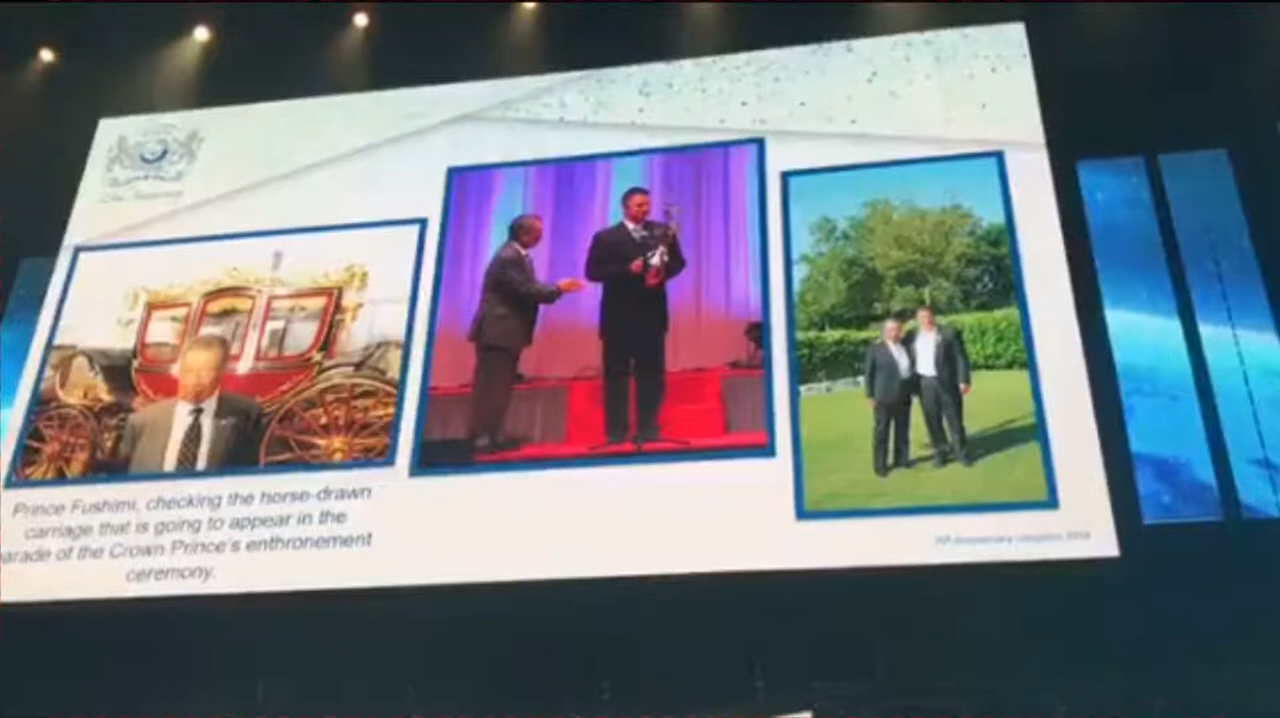 Prince Fushimi, checking the horse-drawn
carriage that is going to appear in the
arade of the Crown Prince's enthronement
ceremony.